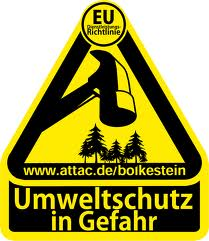 EU
Dienstleistungs-
Richtlinie
www.attac.de/bolkestein
Umweltschutz
in Gefahr